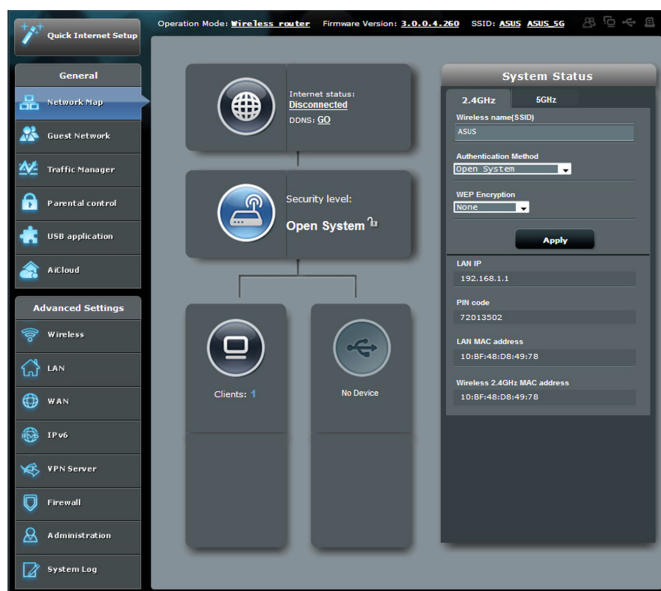 Quick Internet Setup
Operation Mode: Wireless router Firmware Version: 3.0.0.4.260 SSID: ASUS ASUS_5G
General
Network Map
Guest Network
Traffic Manager
Parental control
USB application
AiCloud
Advanced Settings
Wireless
LAN
WAN
IPv6
VPN Server
Firewall
Administration
System Log
Internet status:
Disconnected
DDNS: GO
Security level:
Open System
Clients: 1
No Device
System Status
2.4GHz 5GHz
Wireless name(SSID)
ASUS
Authentication Method
Open System
WEP Encryption
None
Apply
LAN IP
192.168.1.1
PIN code
72013502
LAN MAC address
10:BF:48:D8:49:78
Wireless 2.4GHz MAC address
10:BF:48:D8:49:78